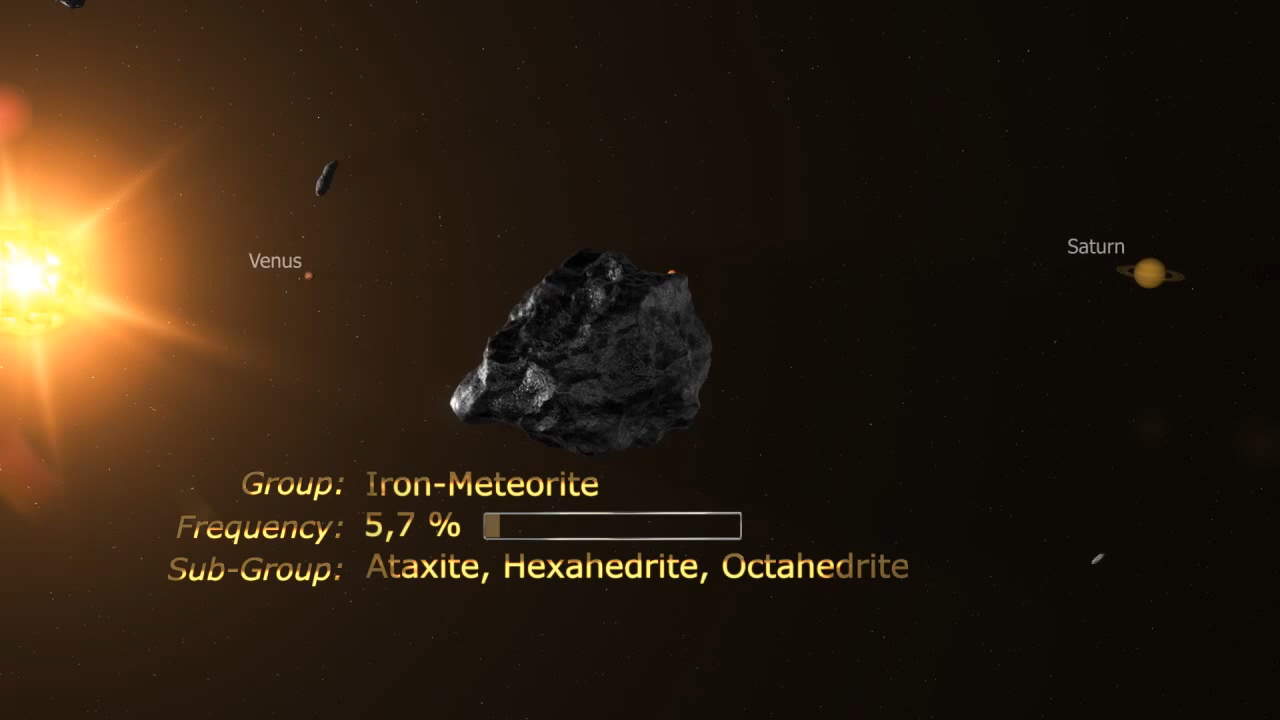 Saturn
Venus
Group: Iron-Meteorite
Frequency: 5,7 %
Sub-Group: Ataxite, Hexahedrite, Octahedrite